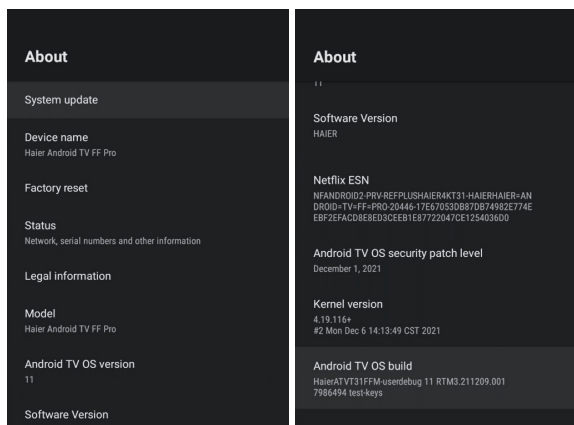 About
System update
Device name
Haier Android TV FF Pro
Factory reset
Status
Network, serial numbers and other information
Legal information
Model
Haier Android TV FF Pro
Android TV OS version
11
Software Version
About
11
Software Version
HAIER
Netflix ESN
NFANDROID2-PRV-REFPLUSHAIER4KT31-HAIERHAIER=AN
DROID=TV=FF=PRO-20446-17E67053DB87DB74982E774E
EBF2EFACD8E8ED3CEEB1E87722047CE1254036D0
Android TV OS security patch level
December 1, 2021
Kernel version
4.19.116+
#2 Mon Dec 6 14:13:49 CST 2021
Android TV OS build
HaierATVT31FFM-userdebug 11 RTM3.211209.001
7986494 test-keys